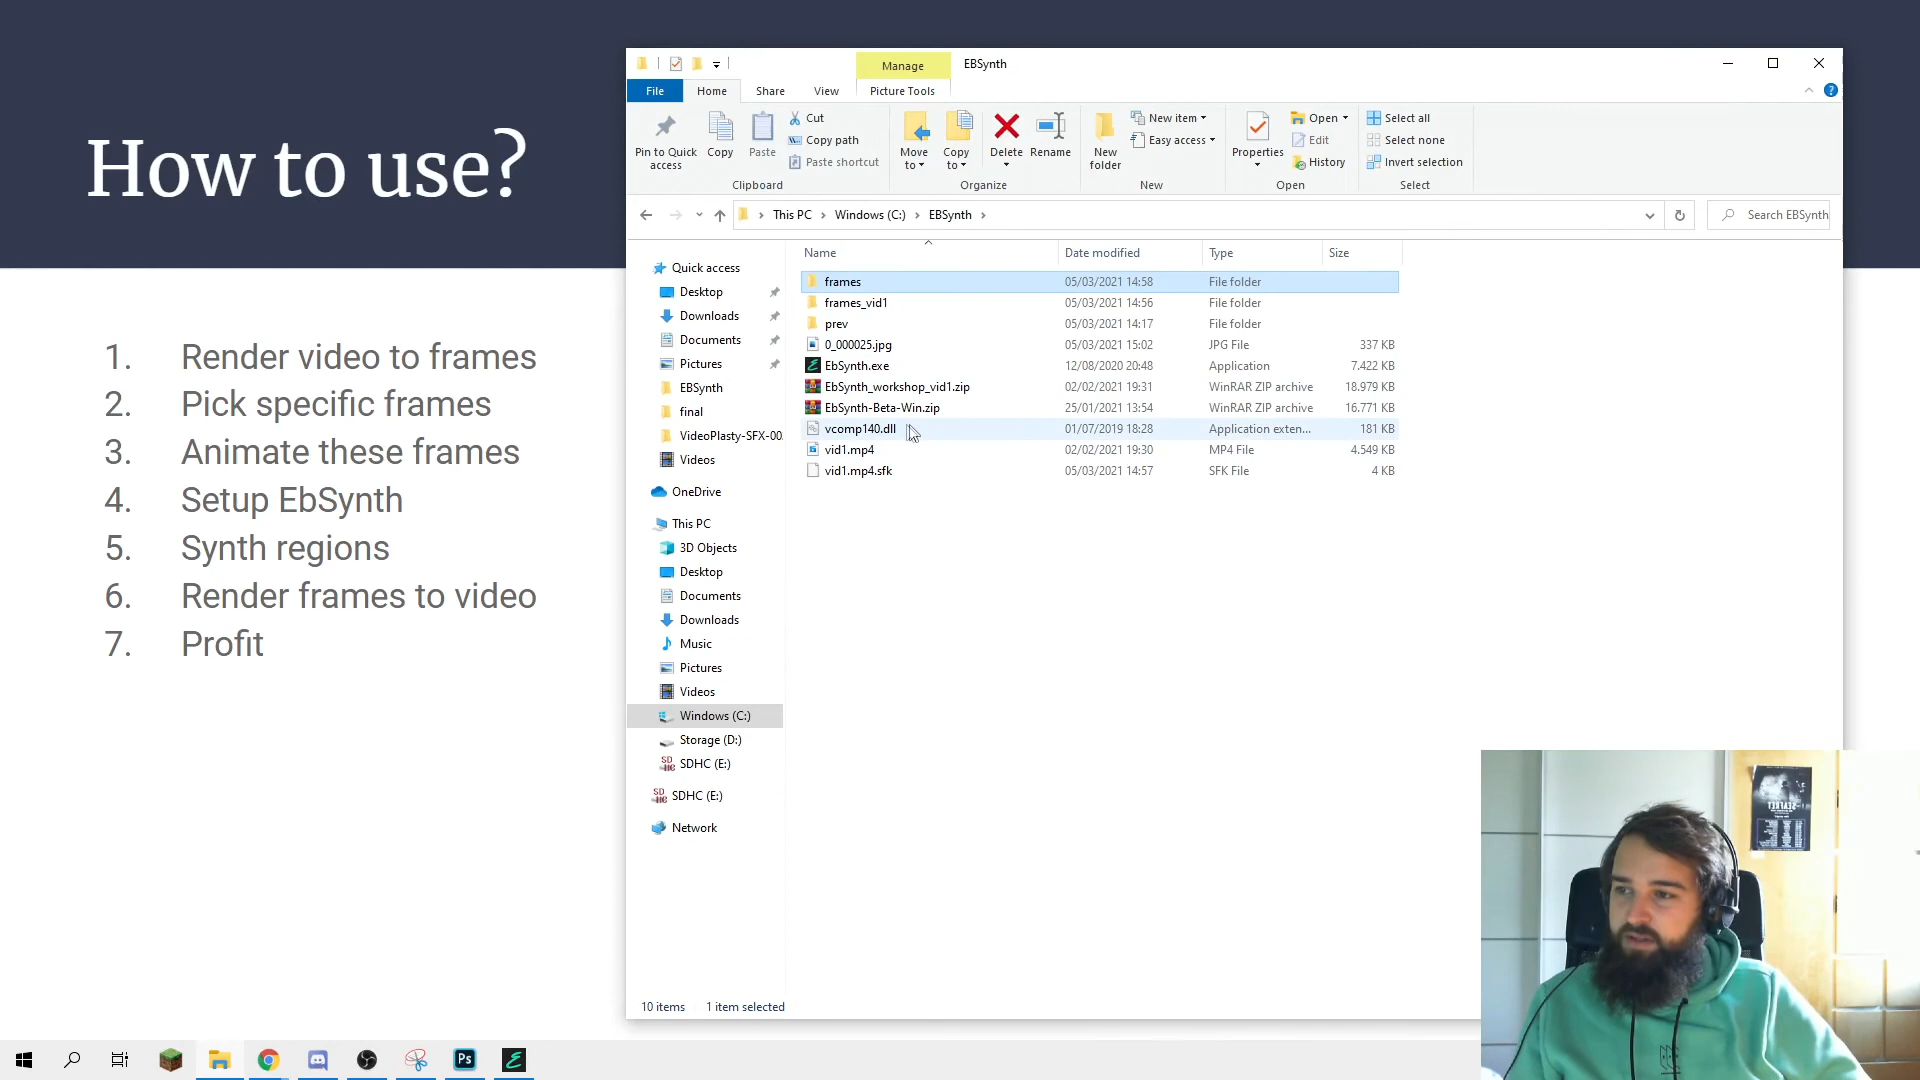 How to use?
1. Render video to frames
2. Pick specific frames
3. Animate these frames
4. Setup EbSynth
5. Synth regions
6. Render frames to video
7. Profit
Manage
EBSynth
File
Home
Share
View
Picture Tools
Pin to Quick access
Copy
Paste
Cut
Copy path
Paste shortcut
Clipboard
Move to
Copy to
Delete
Rename
Organize
New folder
New item
Easy access
New
Properties
Open
Edit
History
Open
Select all
Select none
Invert selection
Select
This PC
Windows (C:)
EBSynth
Search EBSynth
Quick access
Desktop
Downloads
Documents
Pictures
EBSynth
final
VideoPlasty-SFX-00
Videos
OneDrive
This PC
3D Objects
Desktop
Documents
Downloads
Music
Pictures
Videos
Windows (C:)
Storage (D:)
SDHC (E:)
SDHC (E:)
Network
Name Date modified Type Size
frames 05/03/2021 14:58 File folder
frames_vid1 05/03/2021 14:56 File folder
prev 05/03/2021 14:17 File folder
0_000025.jpg 05/03/2021 15:02 JPG File 337 KB
EbSynth.exe 12/08/2020 20:48 Application 7.422 KB
EbSynth_workshop_vid1.zip 02/02/2021 19:31 WinRAR ZIP archive 18.979 KB
EbSynth-Beta-Win.zip 25/01/2021 13:54 WinRAR ZIP archive 16.771 KB
vcomp140.dll 01/07/2019 18:28 Application exten... 181 KB
vid1.mp4 02/02/2021 19:30 MP4 File 4.549 KB
vid1.mp4.sfk 05/03/2021 14:57 SFK File 4 KB
10 items
1 item selected
Ps